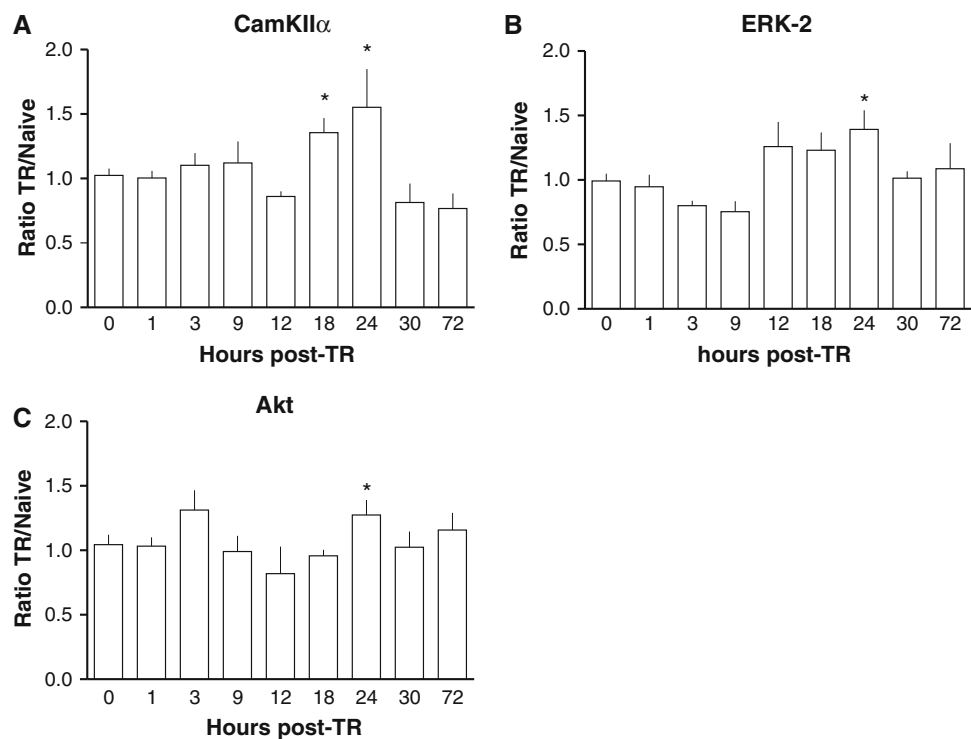 A
CamKIIα
2.0
1.5
1.0
0.5
0.0
Ratio TR/Naive
*
*
0 1 3 9 12 18 24 30 72
Hours post-TR
B
ERK-2
2.0
1.5
1.0
0.5
0.0
Ratio TR/Naive
*
0 1 3 9 12 18 24 30 72
hours post-TR
C
Akt
2.0
1.5
1.0
0.5
0.0
Ratio TR/Naive
*
0 1 3 9 12 18 24 30 72
Hours post-TR